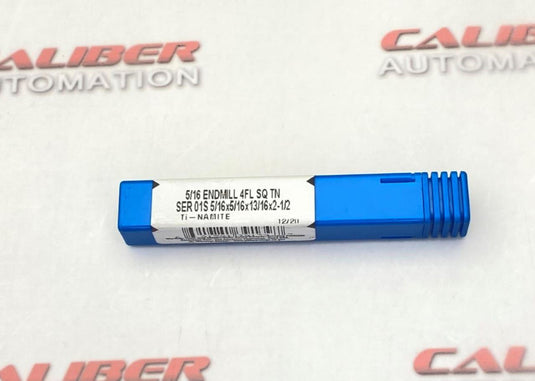 CALIBER
AUTOMATION
CALIBER
AUTOMATION
5/16 ENDMILL 4FL SQ TN
SER 01S 5/16x5/16x13/16x2-1/2
Ti-NAMITE 12/20
CALIBER
CALIBER